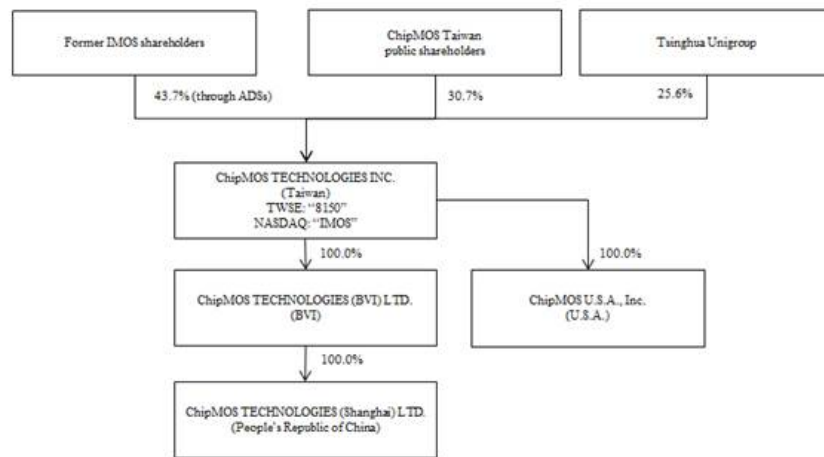 Former IMOS shareholders
ChipMOS Taiwan
public shareholders
Tsinghua Unigroup
43.7% (through ADSs)
30.7%
25.6%
ChipMOS TECHNOLOGIES INC.
(Taiwan)
TWSE: “8150”
NASDAQ: “IMOS”
100.0%
100.0%
ChipMOS TECHNOLOGIES (BVI) LTD.
(BVI)
ChipMOS U.S.A., Inc.
(U.S.A.)
100.0%
ChipMOS TECHNOLOGIES (Shanghai) LTD.
(People's Republic of China)